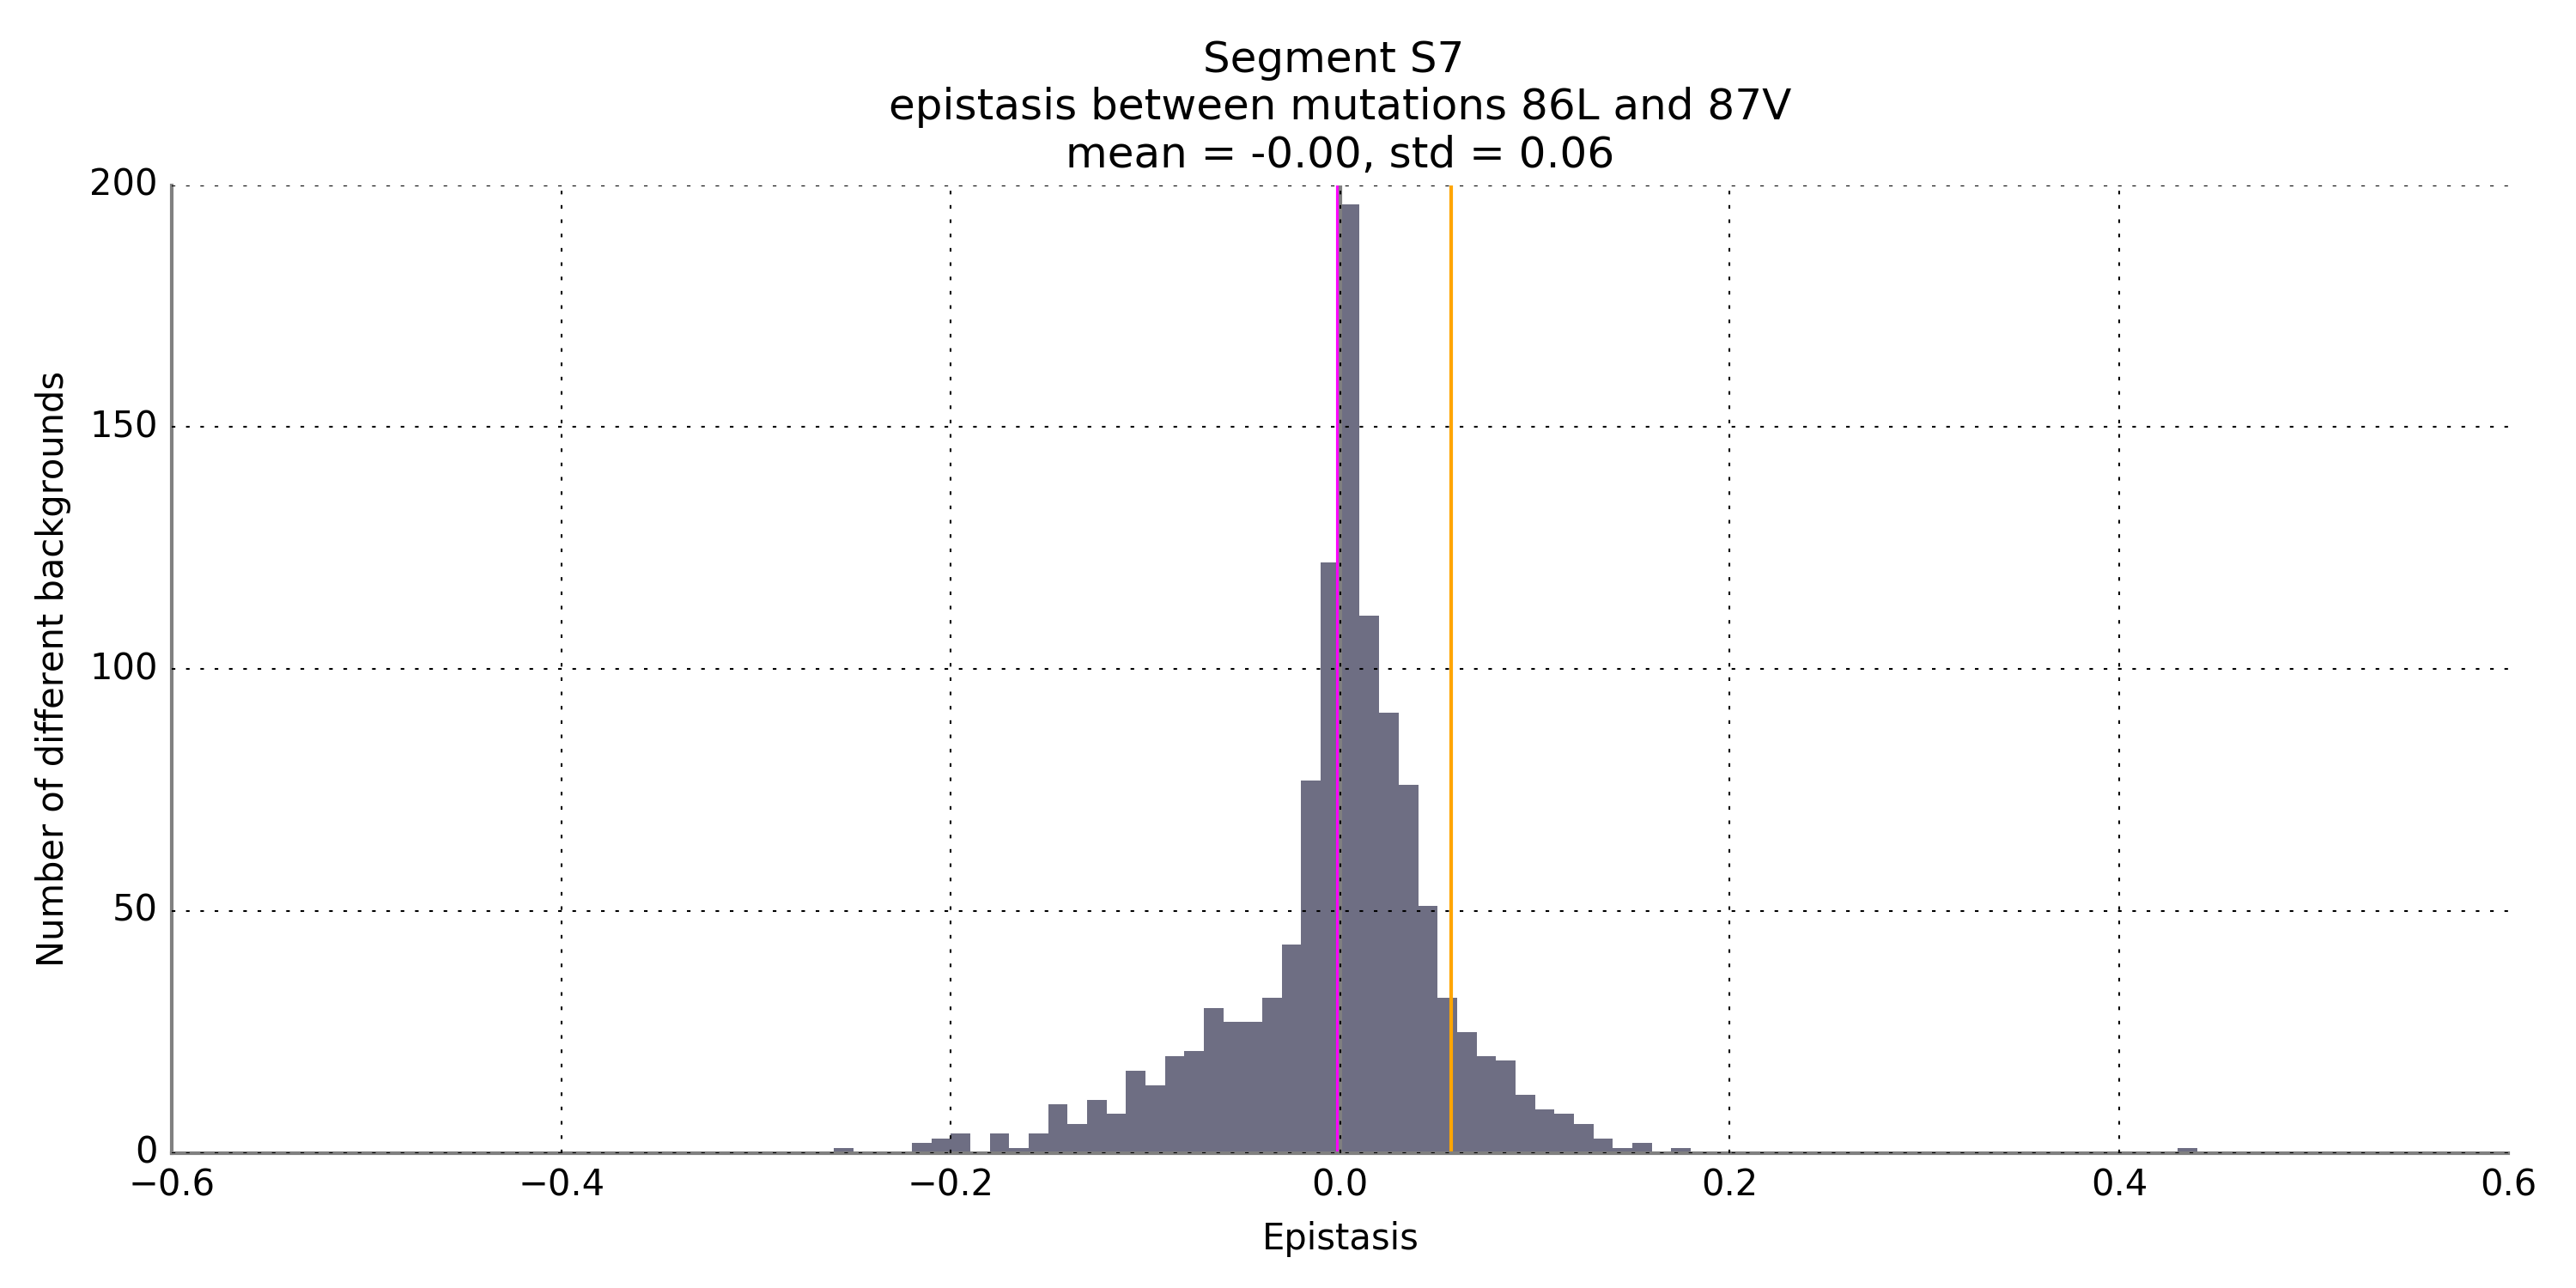 Segment S7
epistasis between mutations 86L and 87V
mean = -0.00, std = 0.06
Number of different backgrounds
200
150
100
50
0
−0.6 −0.4 −0.2 0.0 0.2 0.4 0.6
Epistasis